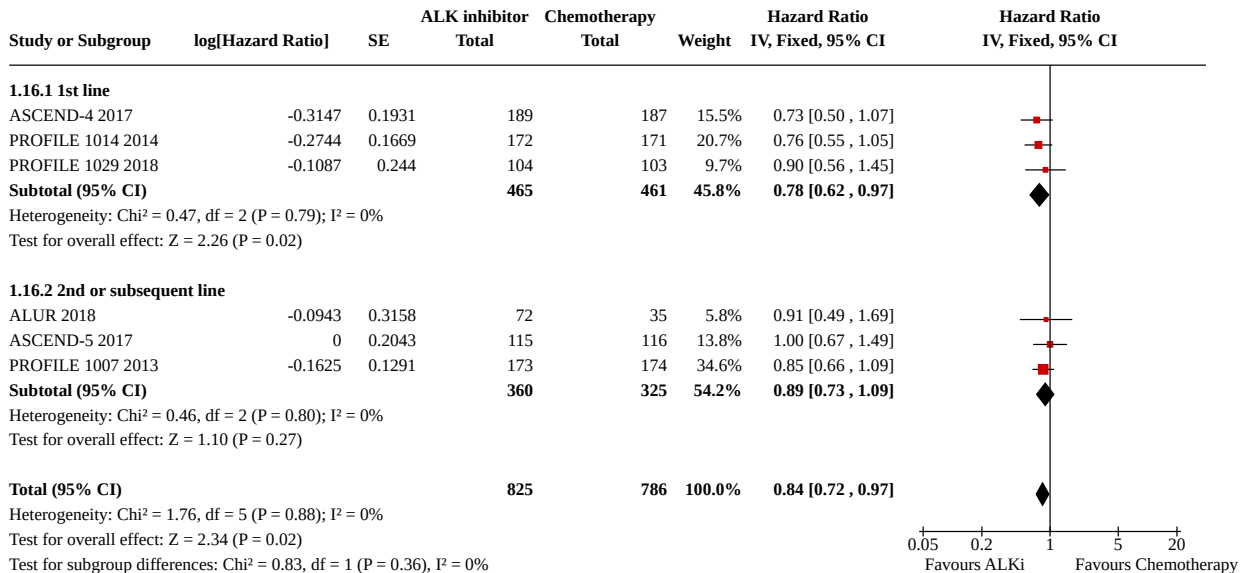 ALK inhibitor Chemotherapy Hazard Ratio Hazard Ratio
Study or Subgroup log[Hazard Ratio] SE Total Total Weight IV, Fixed, 95% CI IV, Fixed, 95% CI
1.16.1 1st line
ASCEND-4 2017 -0.3147 0.1931 189 187 15.5% 0.73 [0.50 , 1.07]
PROFILE 1014 2014 -0.2744 0.1669 172 171 20.7% 0.76 [0.55 , 1.05]
PROFILE 1029 2018 -0.1087 0.244 104 103 9.7% 0.90 [0.56 , 1.45]
Subtotal (95% CI) 465 461 45.8% 0.78 [0.62 , 0.97]
Heterogeneity: Chi² = 0.47, df = 2 (P = 0.79); I² = 0%
Test for overall effect: Z = 2.26 (P = 0.02)
1.16.2 2nd or subsequent line
ALUR 2018 -0.0943 0.3158 72 35 5.8% 0.91 [0.49 , 1.69]
ASCEND-5 2017 0 0.2043 115 116 13.8% 1.00 [0.67 , 1.49]
PROFILE 1007 2013 -0.1625 0.1291 173 174 34.6% 0.85 [0.66 , 1.09]
Subtotal (95% CI) 360 325 54.2% 0.89 [0.73 , 1.09]
Heterogeneity: Chi² = 0.46, df = 2 (P = 0.80); I² = 0%
Test for overall effect: Z = 1.10 (P = 0.27)
Total (95% CI) 825 786 100.0% 0.84 [0.72 , 0.97]
Heterogeneity: Chi² = 1.76, df = 5 (P = 0.88); I² = 0%
Test for overall effect: Z = 2.34 (P = 0.02) 0.05 0.2 1 5 20
Test for subgroup differences: Chi² = 0.83, df = 1 (P = 0.36), I² = 0% Favours ALKi Favours Chemotherapy